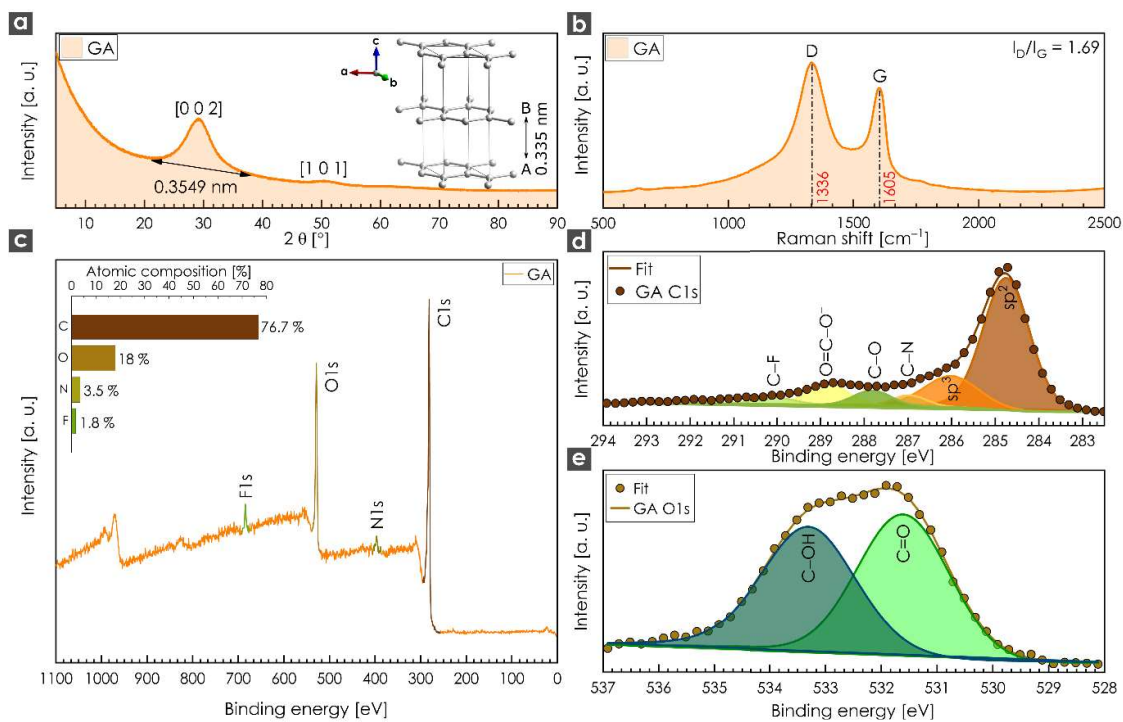 a
GA
[0 0 2]
0.3549 nm
[1 0 1]
c
a
b
B
A
0.335 nm
Intensity [a. u.]
10 20 30 40 50 60 70 80 90
2 θ [°]
b
GA
D
G
I_D/I_G = 1.69
1336
1605
Intensity [a. u.]
500 1000 1500 2000 2500
Raman shift [cm⁻¹]
c
Atomic composition [%]
0 10 20 30 40 50 60 70 80
C
76.7 %
O
18 %
N
3.5 %
F
1.8 %
GA
F1s
O1s
N1s
C1s
Intensity [a. u.]
1100 1000 900 800 700 600 500 400 300 200 100 0
Binding energy [eV]
d
Fit
GA C1s
C–F
O=C–O⁻
C–O
C–N
sp³
sp²
Intensity [a. u.]
294 293 292 291 290 289 288 287 286 285 284 283
Binding energy [eV]
e
Fit
GA O1s
C–OH
C=O
Intensity [a. u.]
537 536 535 534 533 532 531 530 529 528
Binding energy [eV]